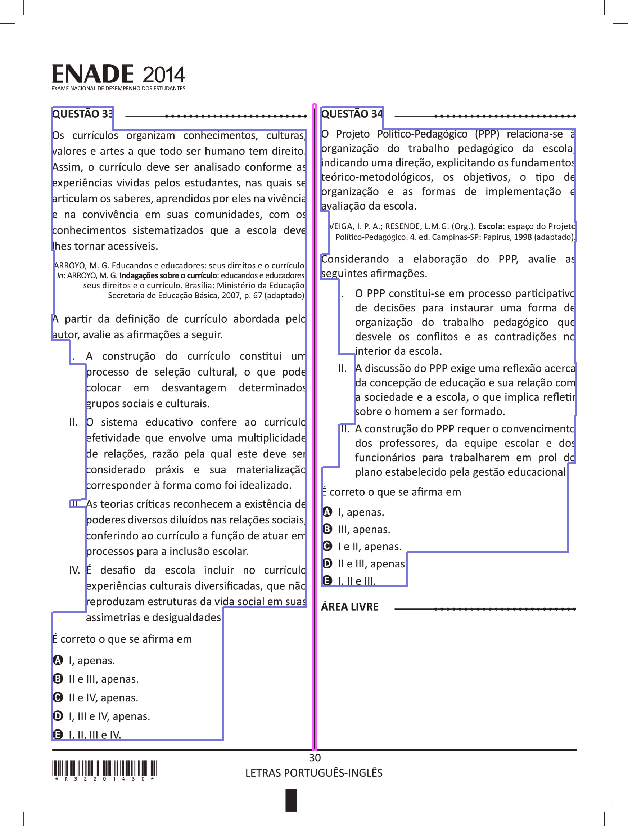 ENADE 2014
EXAME NACIONAL DE DESEMPENHO DOS ESTUDANTES
QUESTÃO 33
Os currículos organizam conhecimentos, culturas,
valores e artes a que todo ser humano tem direito.
Assim, o currículo deve ser analisado conforme as
experiências vividas pelos estudantes, nas quais se
articulam os saberes, aprendidos por eles na vivência
e na convivência em suas comunidades, com os
conhecimentos sistematizados que a escola deve
lhes tornar acessíveis.
ARROYO, M. G. Educandos e educadores: seus direitos e o currículo.
In: ARROYO, M. G. Indagações sobre o currículo: educandos e educadores
seus direitos e o currículo. Brasília: Ministério da Educação
Secretaria de Educação Básica, 2007, p. 67 (adaptado).
A partir da definição de currículo abordada pelo
autor, avalie as afirmações a seguir.
I. A construção do currículo constitui um
processo de seleção cultural, o que pode
colocar em desvantagem determinados
grupos sociais e culturais.
II. O sistema educativo confere ao currículo
efetividade que envolve uma multiplicidade
de relações, razão pela qual este deve ser
considerado práxis e sua materialização
corresponder à forma como foi idealizado.
III. As teorias críticas reconhecem a existência de
poderes diversos diluídos nas relações sociais,
conferindo ao currículo a função de atuar em
processos para a inclusão escolar.
IV. É desafio da escola incluir no currículo
experiências culturais diversificadas, que não
reproduzam estruturas da vida social em suas
assimetrias e desigualdades.
É correto o que se afirma em
A I, apenas.
B II e III, apenas.
C II e IV, apenas.
D I, III e IV, apenas.
E I, II, III e IV.
QUESTÃO 34
O Projeto Político-Pedagógico (PPP) relaciona-se à
organização do trabalho pedagógico da escola,
indicando uma direção, explicitando os fundamentos
teórico-metodológicos, os objetivos, o tipo de
organização e as formas de implementação e
avaliação da escola.
VEIGA, I. P. A.; RESENDE, L.M.G. (Org.). Escola: espaço do Projeto
Político-Pedagógico. 4. ed. Campinas-SP: Papirus, 1998 (adaptado).
Considerando a elaboração do PPP, avalie as
seguintes afirmações.
I. O PPP constitui-se em processo participativo
de decisões para instaurar uma forma de
organização do trabalho pedagógico que
desvele os conflitos e as contradições no
interior da escola.
II. A discussão do PPP exige uma reflexão acerca
da concepção de educação e sua relação com
a sociedade e a escola, o que implica refletir
sobre o homem a ser formado.
III. A construção do PPP requer o convencimento
dos professores, da equipe escolar e dos
funcionários para trabalharem em prol do
plano estabelecido pela gestão educacional.
É correto o que se afirma em
A I, apenas.
B III, apenas.
C I e II, apenas.
D II e III, apenas.
E I, II e III.
ÁREA LIVRE
30
LETRAS PORTUGUÊS-INGLÊS
*R3220143O*